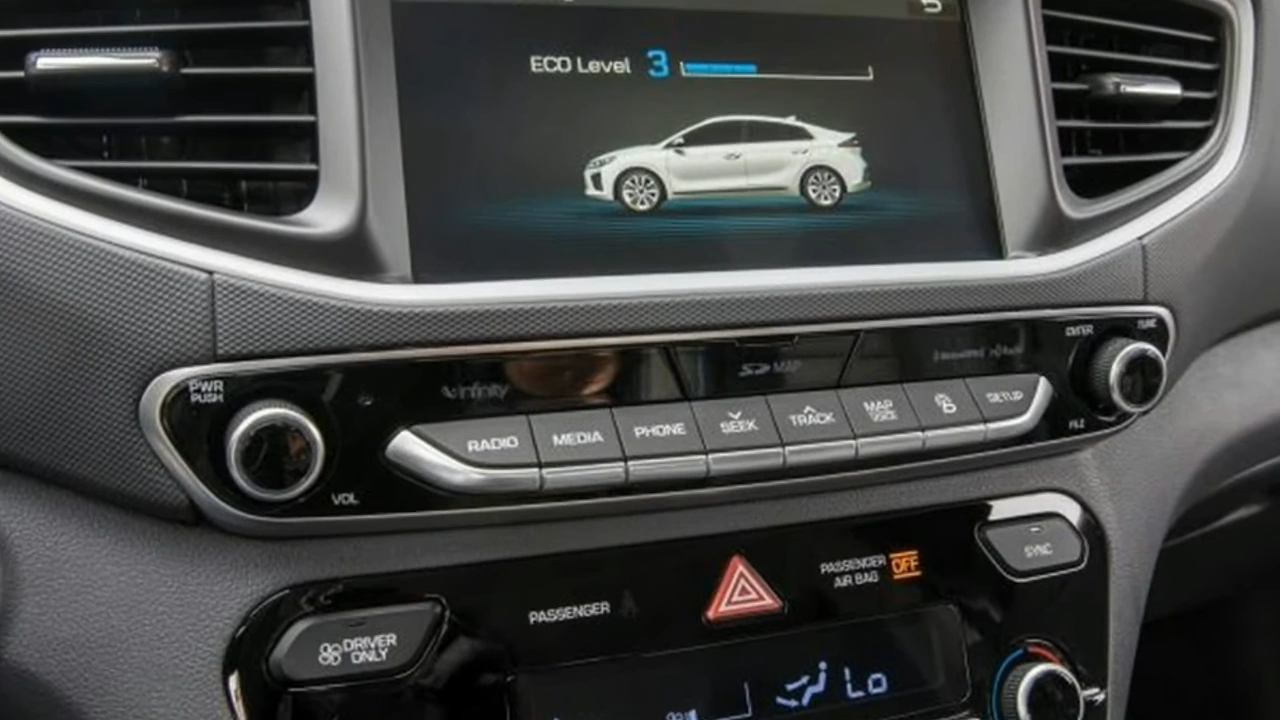 ECO Level 3
PWR
PUSH
infinity
SD MAP
ENTER
TUNE
RADIO
MEDIA
PHONE
SEEK
TRACK
MAP
VOICE
SETUP
VOL
FILE
SYNC
PASSENGER
AIR BAG
OFF
PASSENGER
DRIVER
ONLY
Lo